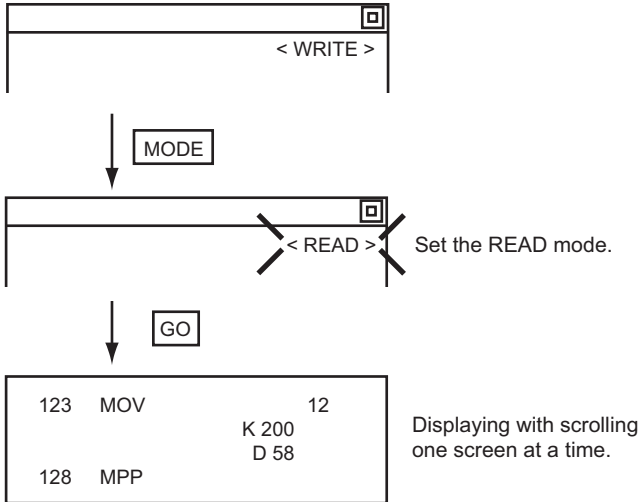 < WRITE >
MODE
< READ >
Set the READ mode.
GO
123 MOV 12
K 200
D 58
128 MPP
Displaying with scrolling
one screen at a time.